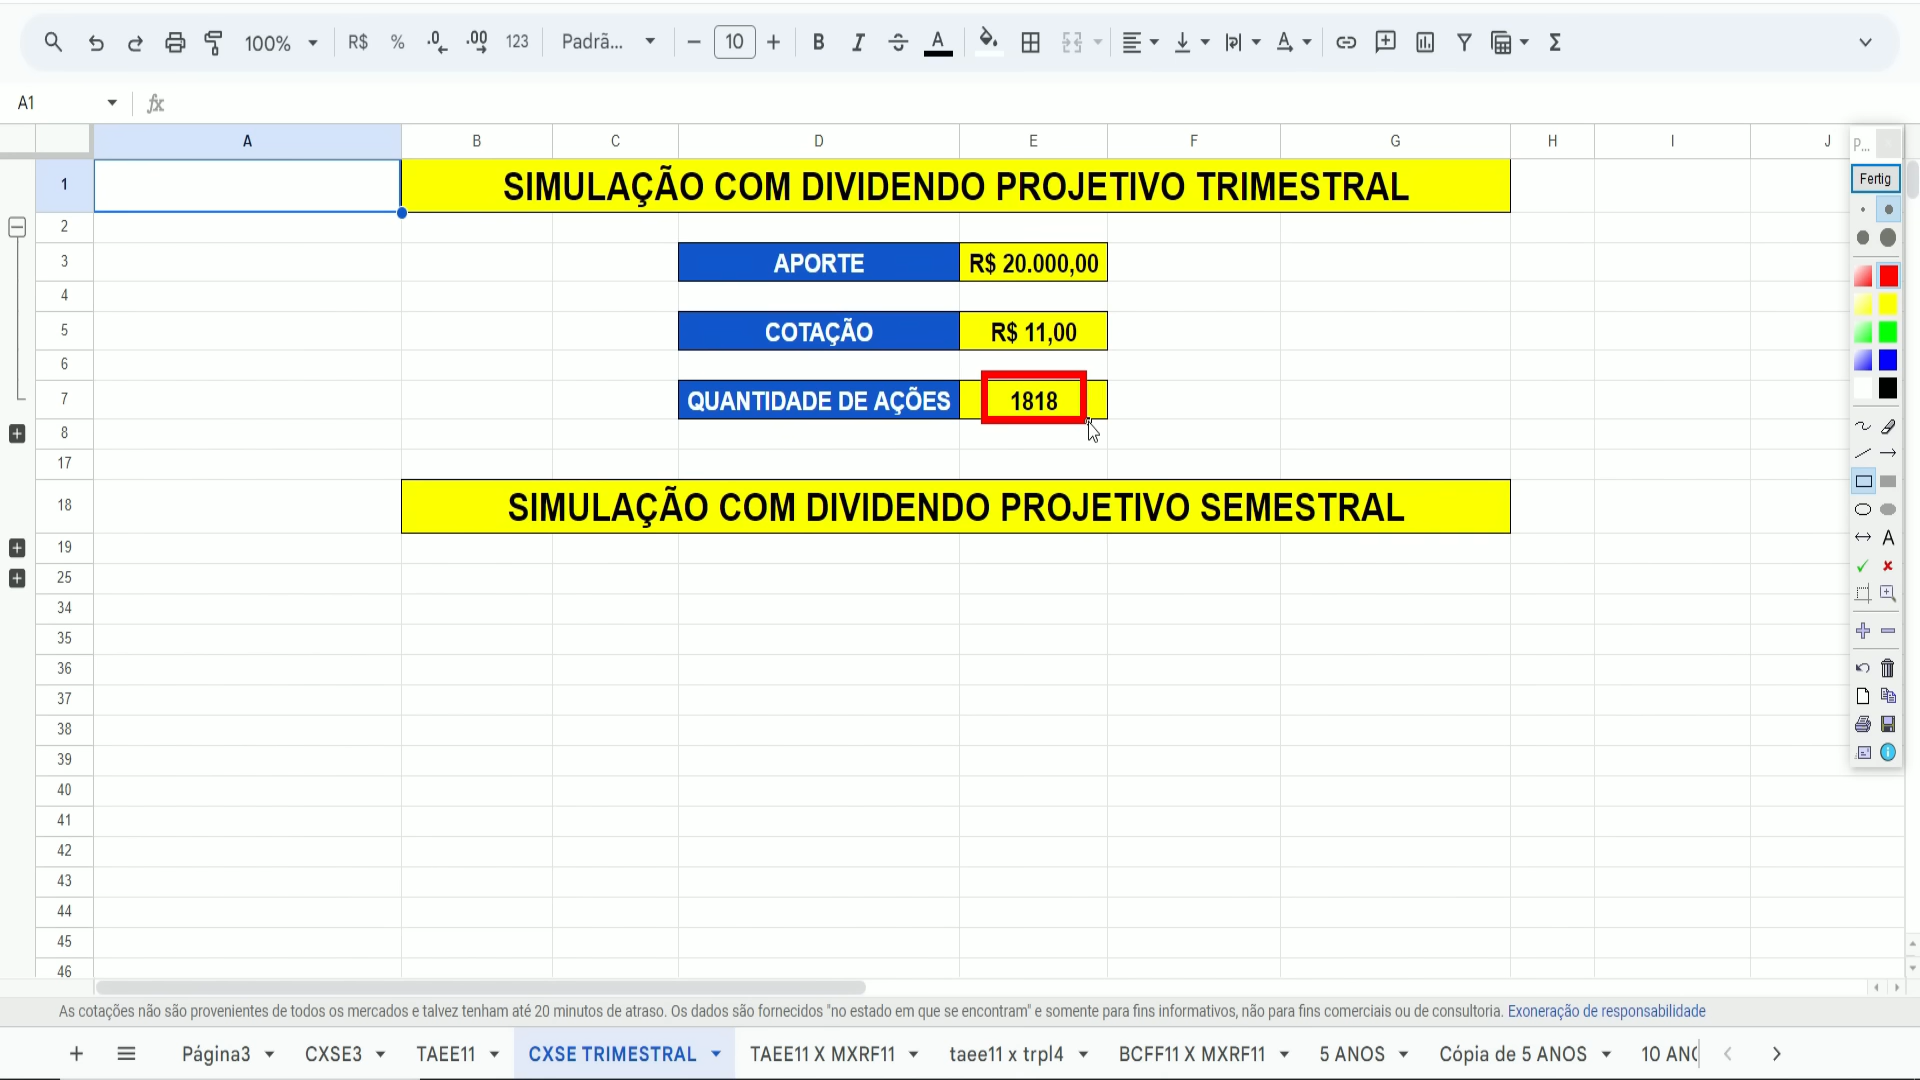 100% R$ % .0 .00 123 Padrã... 10 B I A A Σ
A1 fx
A B C D E F G H I J
P...
Fertig
1 SIMULAÇÃO COM DIVIDENDO PROJETIVO TRIMESTRAL
2
3 APORTE R$ 20.000,00
4
5 COTAÇÃO R$ 11,00
6
7 QUANTIDADE DE AÇÕES 1818
8
17
18 SIMULAÇÃO COM DIVIDENDO PROJETIVO SEMESTRAL
19
25
34
35
36
37
38
39
40
41
42
43
44
45
46
As cotações não são provenientes de todos os mercados e talvez tenham até 20 minutos de atraso. Os dados são fornecidos "no estado em que se encontram" e somente para fins informativos, não para fins comerciais ou de consultoria. Exoneração de responsabilidade
Página3 CXSE3 TAEE11 CXSE TRIMESTRAL TAEE11 X MXRF11 taee11 x trpl4 BCFF11 X MXRF11 5 ANOS Cópia de 5 ANOS 10 AN